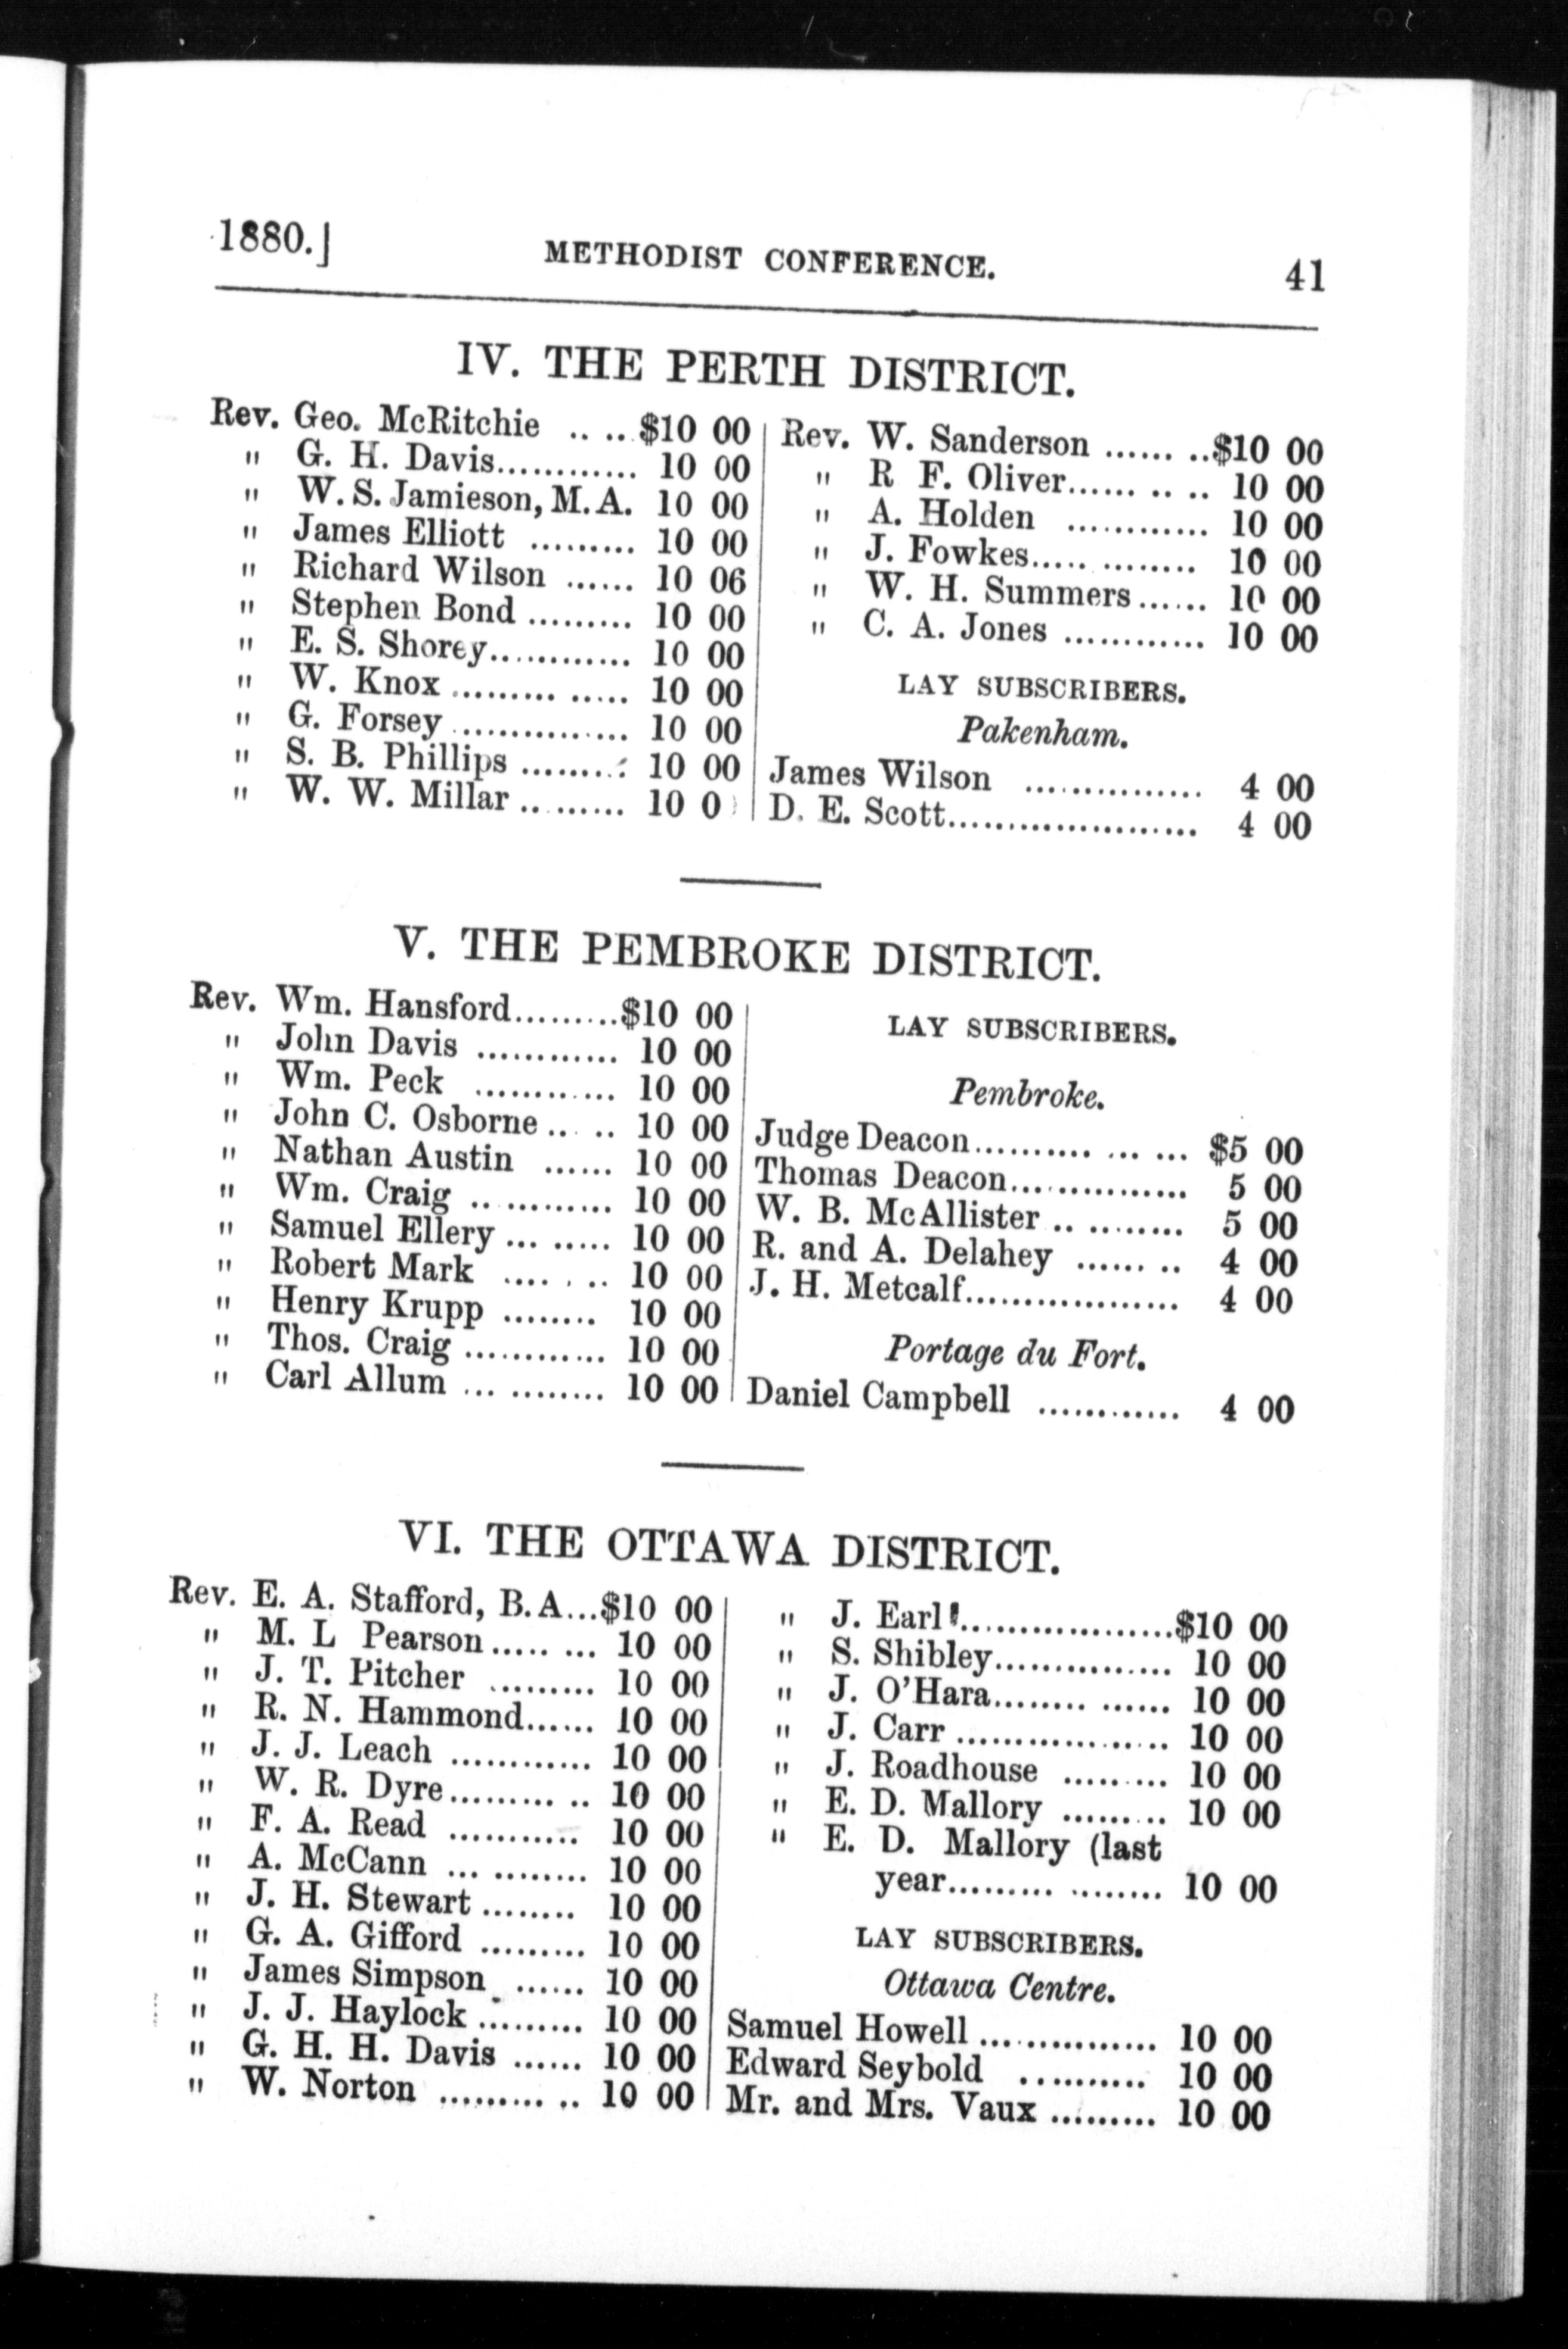 1880.] METHODIST CONFERENCE. 41
IV. THE PERTH DISTRICT.
Rev. Geo. McRitchie .. .. $10 00
" G. H. Davis............ 10 00
" W. S. Jamieson, M.A. 10 00
" James Elliott ......... 10 00
" Richard Wilson ...... 10 06
" Stephen Bond ......... 10 00
" E. S. Shorey............ 10 00
" W. Knox ......... ..... 10 00
" G. Forsey ............... 10 00
" S. B. Phillips ......... 10 00
" W. W. Millar .. ....... 10 0
Rev. W. Sanderson ...... ..$10 00
" R F. Oliver...... .. .. 10 00
" A. Holden ............ 10 00
" J. Fowkes..... ........ 10 00
" W. H. Summers...... 10 00
" C. A. Jones ............ 10 00
LAY SUBSCRIBERS.
Pakenham.
James Wilson ............... 4 00
D. E. Scott...................... 4 00
V. THE PEMBROKE DISTRICT.
Rev. Wm. Hansford.........$10 00
" John Davis ............ 10 00
" Wm. Peck ............ 10 00
" John C. Osborne .. .. 10 00
" Nathan Austin ...... 10 00
" Wm. Craig .. .......... 10 00
" Samuel Ellery ... ..... 10 00
" Robert Mark .... . .. 10 00
" Henry Krupp ........ 10 00
" Thos. Craig ............ 10 00
" Carl Allum ... ........ 10 00
LAY SUBSCRIBERS.
Pembroke.
Judge Deacon.......... ... ... $5 00
Thomas Deacon............... 5 00
W. B. McAllister .. ........ 5 00
R. and A. Delahey ...... .. 4 00
J. H. Metcalf................... 4 00
Portage du Fort.
Daniel Campbell ............ 4 00
VI. THE OTTAWA DISTRICT.
Rev. E. A. Stafford, B.A...$10 00
" M. L Pearson..... ... 10 00
" J. T. Pitcher ......... 10 00
" R. N. Hammond...... 10 00
" J. J. Leach ............ 10 00
" W. R. Dyre......... .. 10 00
" F. A. Read ........... 10 00
" A. McCann ... ........ 10 00
" J. H. Stewart ........ 10 00
" G. A. Gifford ......... 10 00
" James Simpson ...... 10 00
" J. J. Haylock ......... 10 00
" G. H. H. Davis ...... 10 00
" W. Norton ......... .. 10 00
" J. Earl..................$10 00
" S. Shibley............... 10 00
" J. O'Hara........ ...... 10 00
" J. Carr .................. 10 00
" J. Roadhouse ......... 10 00
" E. D. Mallory ......... 10 00
" E. D. Mallory (last
year......... ........ 10 00
LAY SUBSCRIBERS.
Ottawa Centre.
Samuel Howell ............... 10 00
Edward Seybold .......... 10 00
Mr. and Mrs. Vaux ......... 10 00